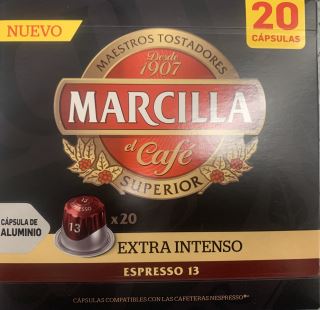 NUEVO
20
CÁPSULAS
MAESTROS TOSTADORES
Desde
1907
MARCILLA
el Café
SUPERIOR
x20
ESPRESSO
13
CÁPSULA DE
ALUMINIO
EXTRA INTENSO
ESPRESSO 13
CÁPSULAS COMPATIBLES CON LAS CAFETERAS NESPRESSO®*